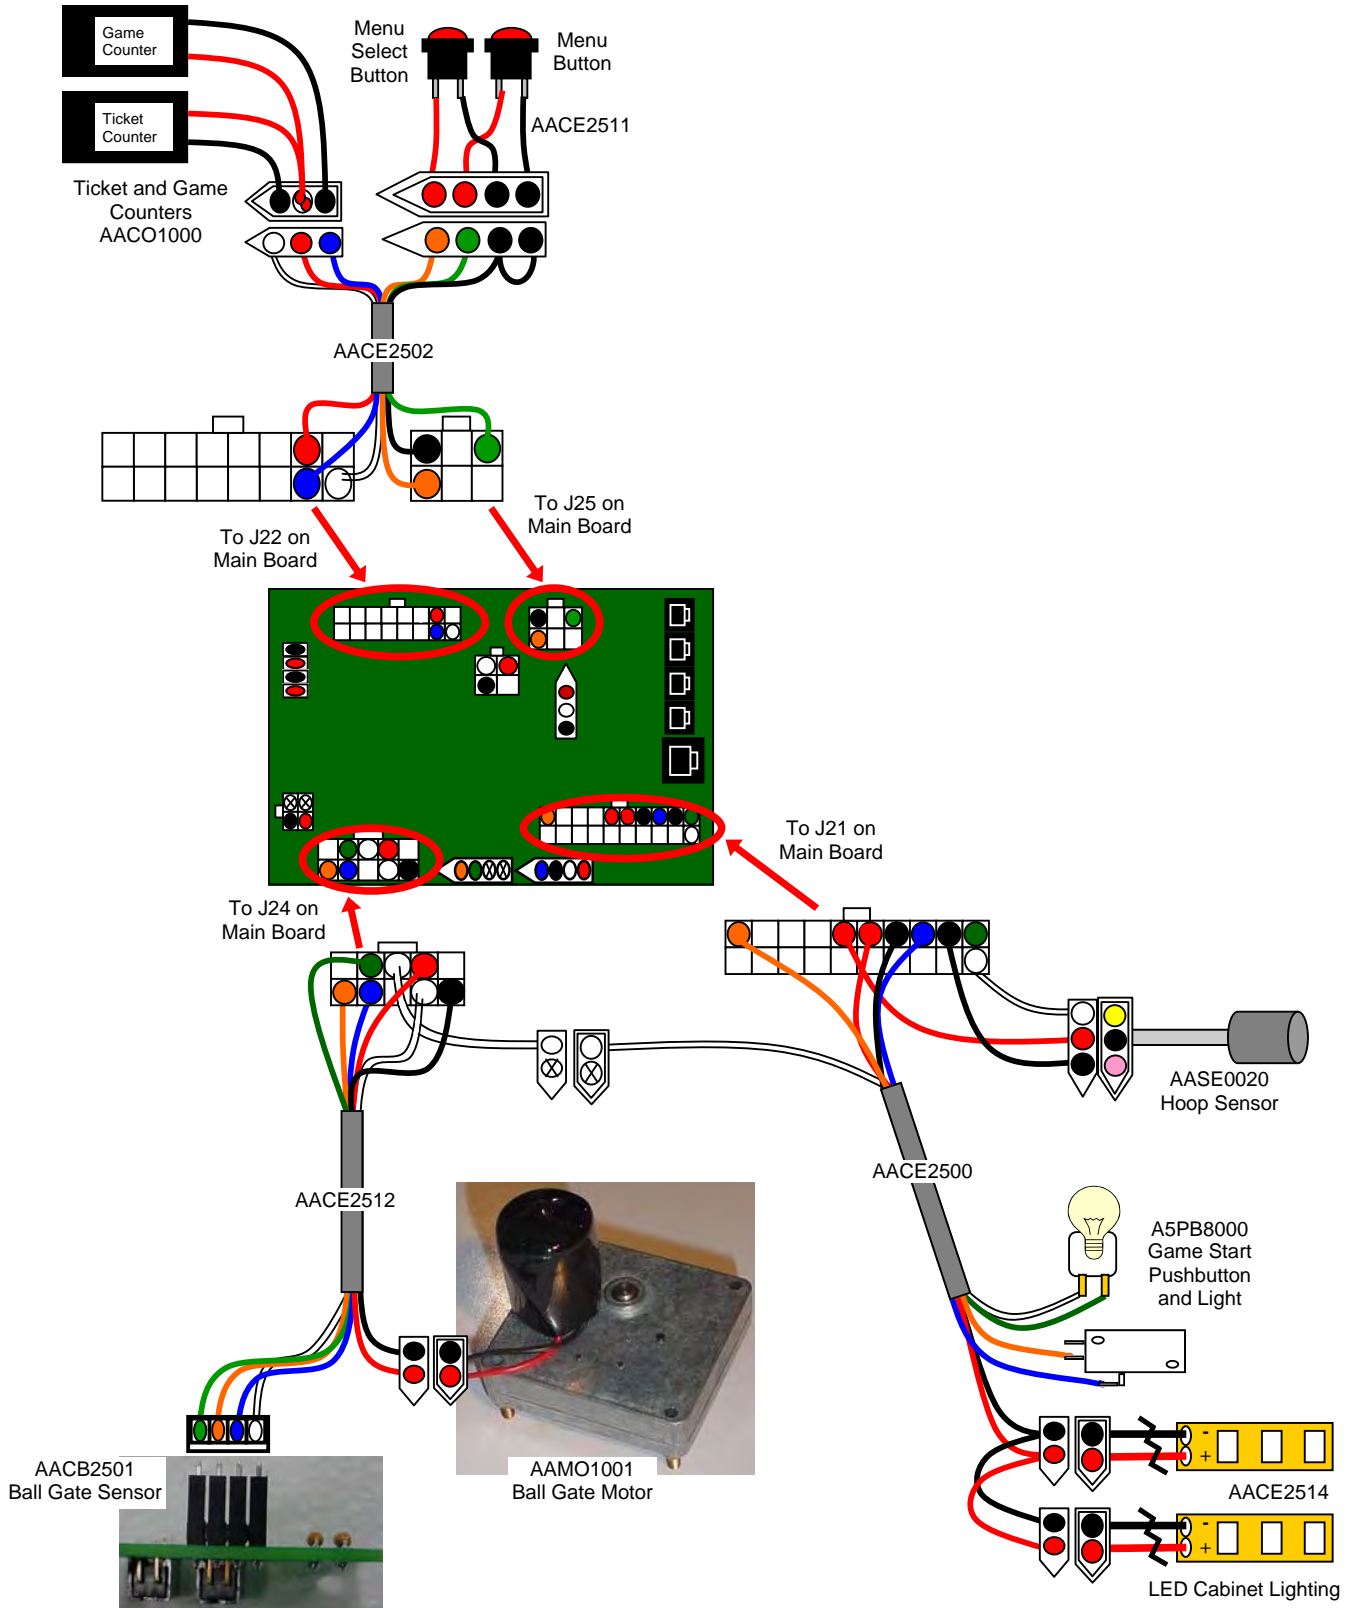 Game
Counter
Ticket
Counter
Menu
Select
Button
Menu
Button
AACE2511
Ticket and Game
Counters
AACO1000
AACE2502
To J22 on
Main Board
To J25 on
Main Board
To J21 on
Main Board
To J24 on
Main Board
AASE0020
Hoop Sensor
AACE2500
AACE2512
A5PB8000
Game Start
Pushbutton
and Light
AACB2501
Ball Gate Sensor
AAMO1001
Ball Gate Motor
-
+
AACE2514
-
+
LED Cabinet Lighting